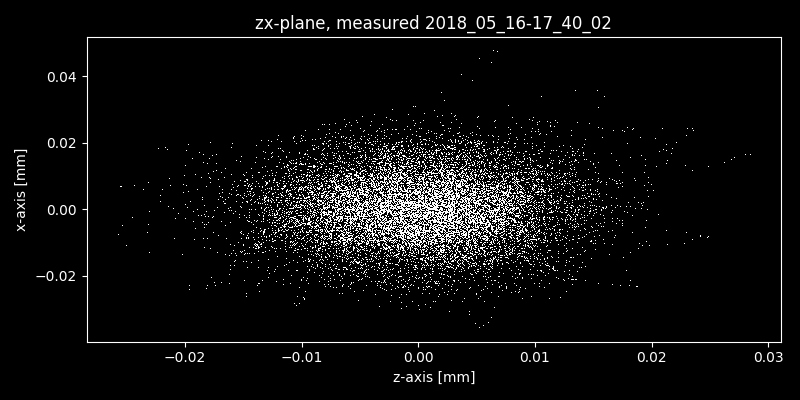 zx-plane, measured 2018_05_16-17_40_02
0.04
0.02
0.00
−0.02
x-axis [mm]
−0.02 −0.01 0.00 0.01 0.02 0.03
z-axis [mm]